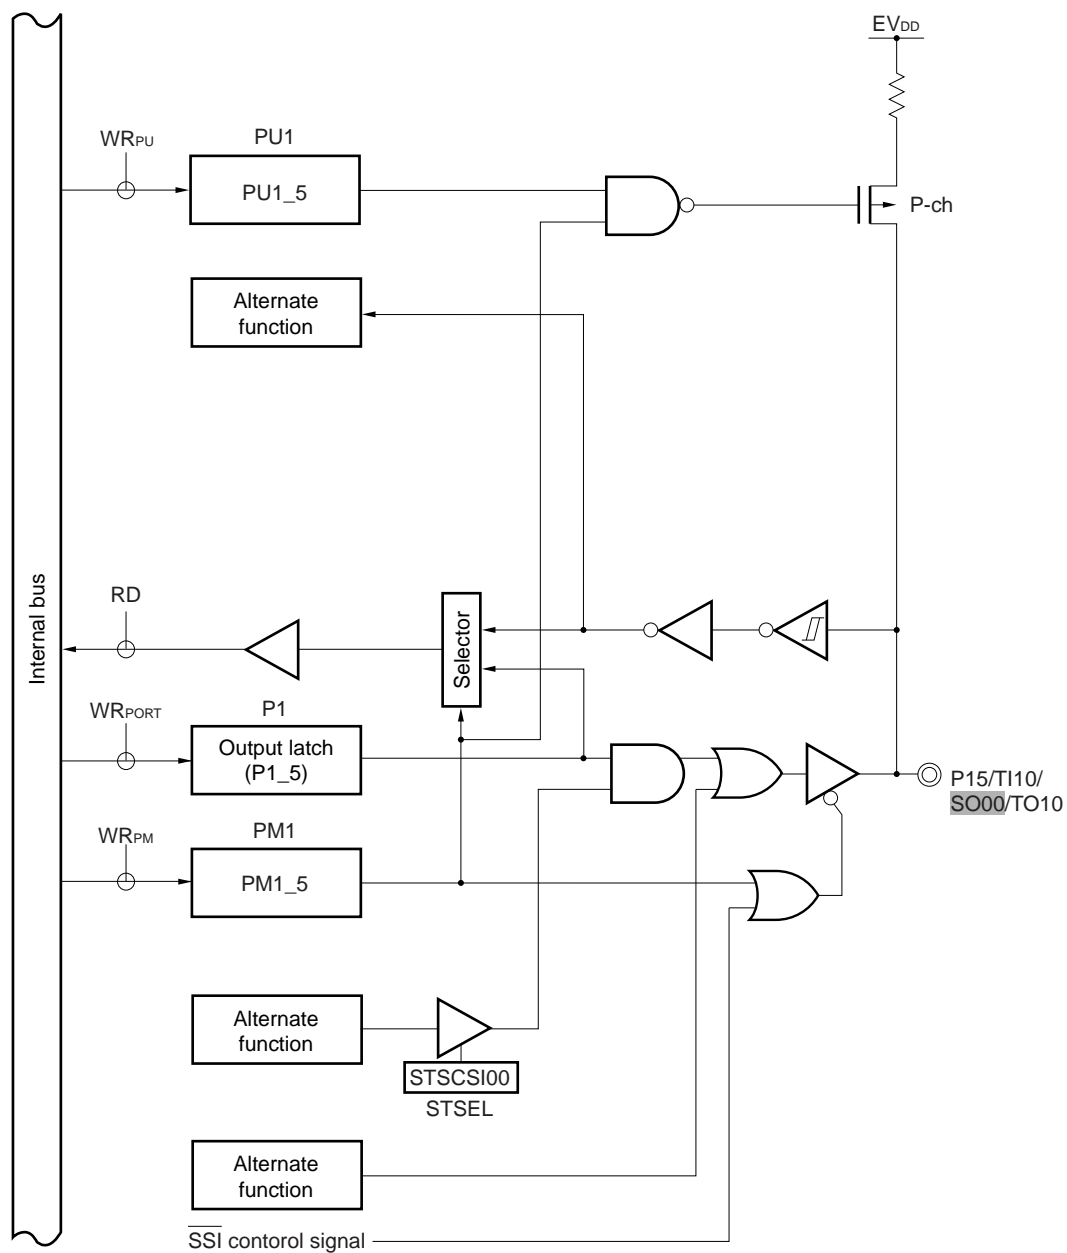 EVDD
WRPU
PU1
PU1_5
P-ch
Alternate
function
Internal bus
RD
Selector
WRPORT
P1
Output latch
(P1_5)
P15/TI10/
SO00/TO10
WRPM
PM1
PM1_5
Alternate
function
STSCSI00
STSEL
Alternate
function
SSI contorol signal